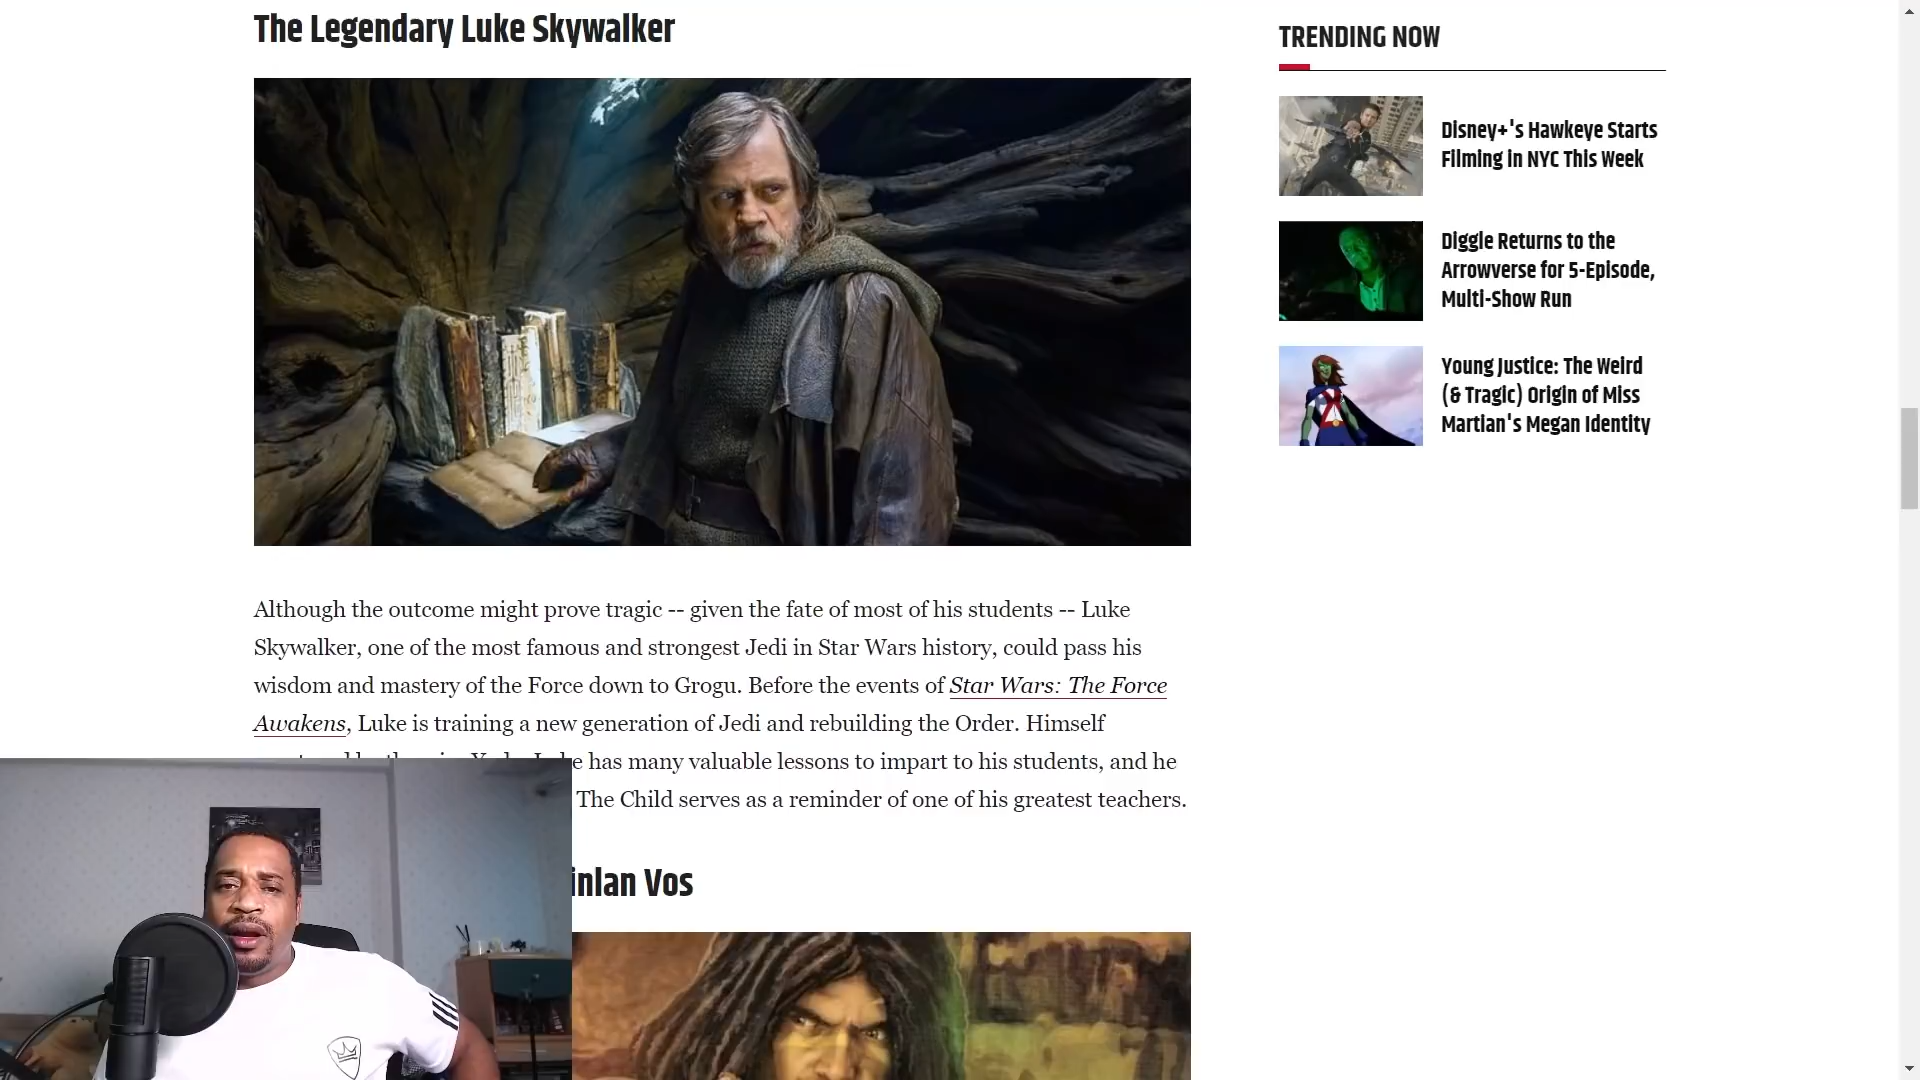 The Legendary Luke Skywalker
Although the outcome might prove tragic -- given the fate of most of his students -- Luke
Skywalker, one of the most famous and strongest Jedi in Star Wars history, could pass his
wisdom and mastery of the Force down to Grogu. Before the events of Star Wars: The Force
Awakens, Luke is training a new generation of Jedi and rebuilding the Order. Himself
has many valuable lessons to impart to his students, and he
The Child serves as a reminder of one of his greatest teachers.
Vos
TRENDING NOW
Disney+'s Hawkeye Starts
Filming in NYC This Week
Diggle Returns to the
Arrowverse for 5-Episode,
Multi-Show Run
Young Justice: The Weird
(& Tragic) Origin of Miss
Martian's Megan Identity